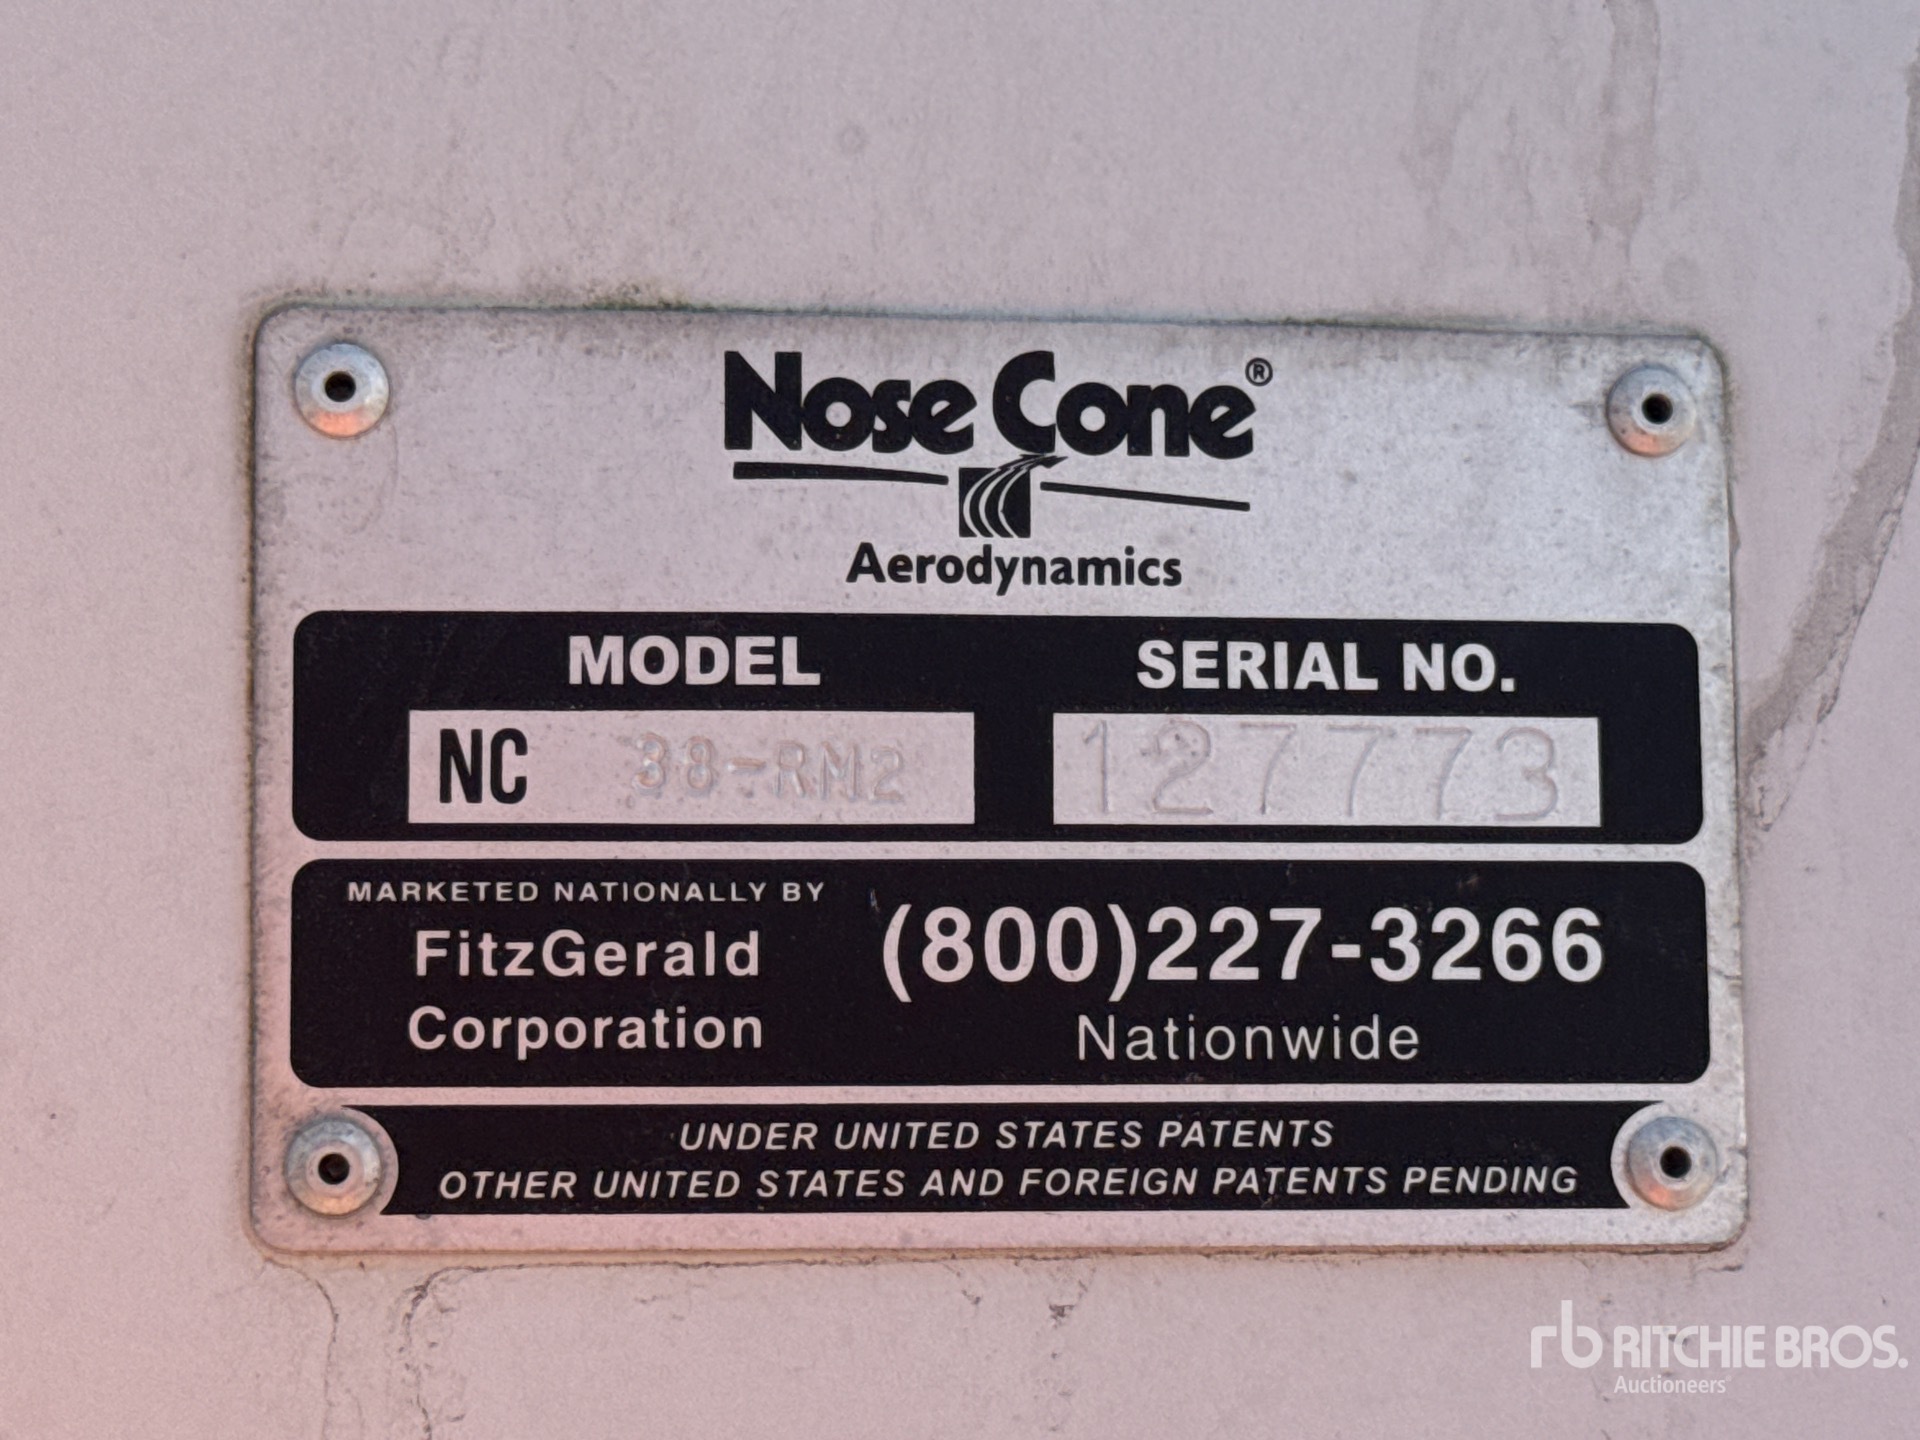 Nose Cone®
Aerodynamics
MODEL SERIAL NO.
NC 38-RM2 127773
MARKETED NATIONALLY BY
FitzGerald
Corporation
(800)227-3266
Nationwide
UNDER UNITED STATES PATENTS
OTHER UNITED STATES AND FOREIGN PATENTS PENDING
rb RITCHIE BROS.
Auctioneers